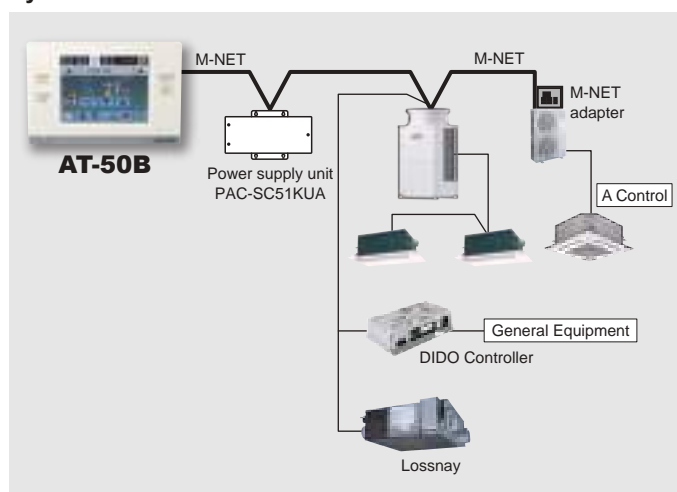 M-NET
M-NET
M-NET
adapter
AT-50B
Power supply unit
PAC-SC51KUA
A Control
General Equipment
DIDO Controller
Lossnay